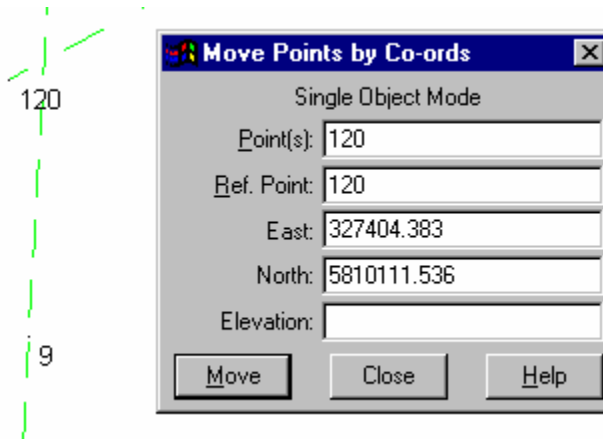 Move Points by Co-ords
Single Object Mode
120
Point(s): 120
Ref. Point: 120
East: 327404.383
North: 5810111.536
Elevation:
9
Move Close Help